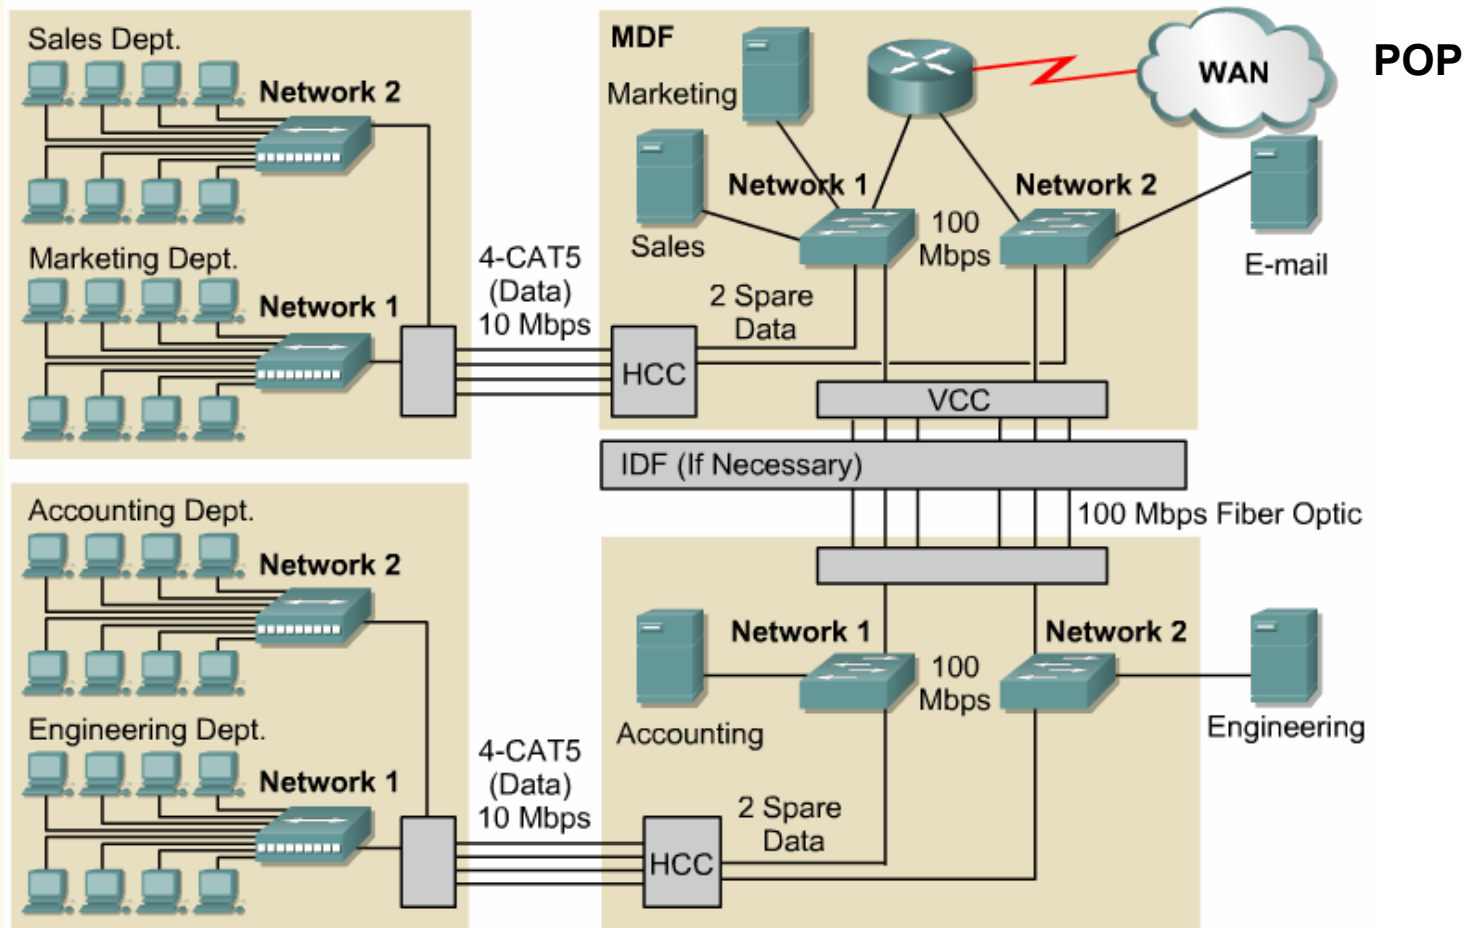 Sales Dept.
Network 2
Marketing Dept.
Network 1
4-CAT5
(Data)
10 Mbps
MDF
Marketing
Sales
Network 1
100
Mbps
Network 2
WAN
POP
E-mail
2 Spare
Data
HCC
VCC
IDF (If Necessary)
100 Mbps Fiber Optic
Accounting Dept.
Network 2
Engineering Dept.
Network 1
4-CAT5
(Data)
10 Mbps
Accounting
Network 1
100
Mbps
Network 2
Engineering
2 Spare
Data
HCC